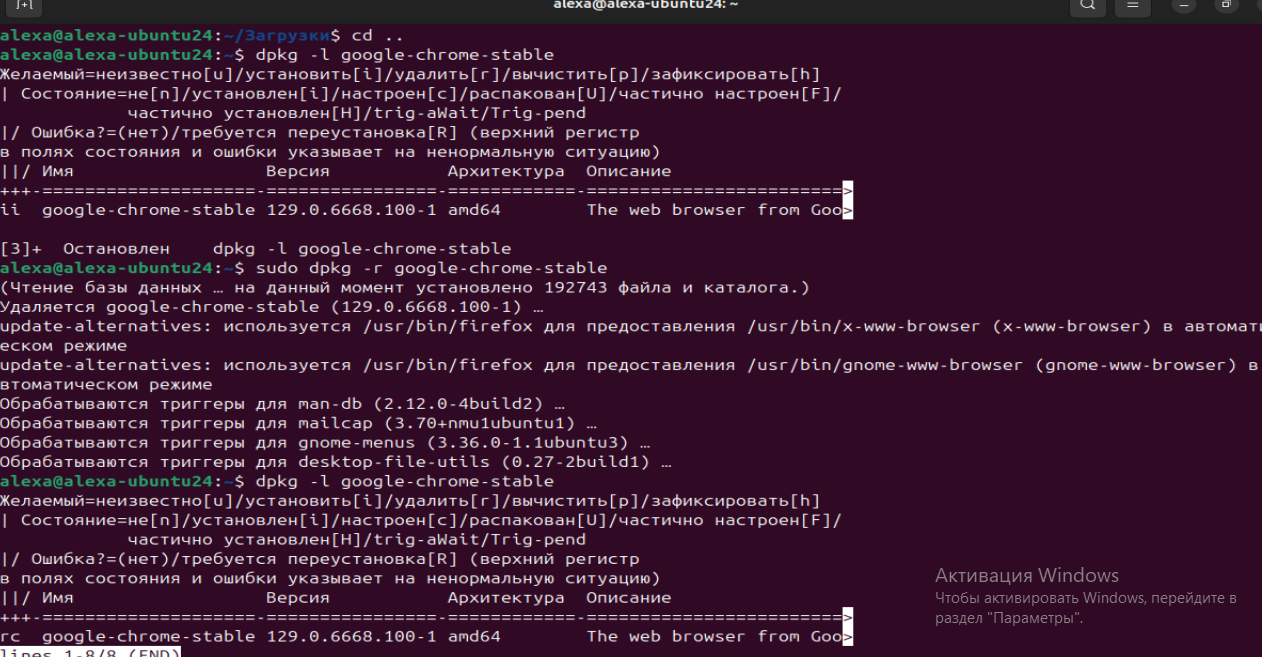 alexa@alexa-ubuntu24: ~
alexa@alexa-ubuntu24:~/Загрузки$ cd ..
alexa@alexa-ubuntu24:~$ dpkg -l google-chrome-stable
Желаемый=неизвестно[u]/установить[i]/удалить[r]/вычистить[p]/зафиксировать[h]
| Состояние=не[n]/установлен[i]/настроен[c]/распакован[U]/частично настроен[F]/
            частично установлен[H]/trig-aWait/Trig-pend
|/ Ошибка?=(нет)/требуется переустановка[R] (верхний регистр
в полях состояния и ошибки указывает на ненормальную ситуацию)
||/ Имя                  Версия           Архитектура  Описание
+++-====================-================-============-========================>
ii  google-chrome-stable 129.0.6668.100-1 amd64        The web browser from Goo>
[3]+  Остановлен    dpkg -l google-chrome-stable
alexa@alexa-ubuntu24:~$ sudo dpkg -r google-chrome-stable
(Чтение базы данных … на данный момент установлено 192743 файла и каталога.)
Удаляется google-chrome-stable (129.0.6668.100-1) …
update-alternatives: используется /usr/bin/firefox для предоставления /usr/bin/x-www-browser (x-www-browser) в автомати
еском режиме
update-alternatives: используется /usr/bin/firefox для предоставления /usr/bin/gnome-www-browser (gnome-www-browser) в
втоматическом режиме
Обрабатываются триггеры для man-db (2.12.0-4build2) …
Обрабатываются триггеры для mailcap (3.70+nmu1ubuntu1) …
Обрабатываются триггеры для gnome-menus (3.36.0-1.1ubuntu3) …
Обрабатываются триггеры для desktop-file-utils (0.27-2build1) …
alexa@alexa-ubuntu24:~$ dpkg -l google-chrome-stable
Желаемый=неизвестно[u]/установить[i]/удалить[r]/вычистить[p]/зафиксировать[h]
| Состояние=не[n]/установлен[i]/настроен[c]/распакован[U]/частично настроен[F]/
            частично установлен[H]/trig-aWait/Trig-pend
|/ Ошибка?=(нет)/требуется переустановка[R] (верхний регистр
в полях состояния и ошибки указывает на ненормальную ситуацию)
||/ Имя                  Версия           Архитектура  Описание
+++-====================-================-============-========================>
rc  google-chrome-stable 129.0.6668.100-1 amd64        The web browser from Goo>
lines 1-8/8 (END)
Активация Windows
Чтобы активировать Windows, перейдите в
раздел "Параметры".